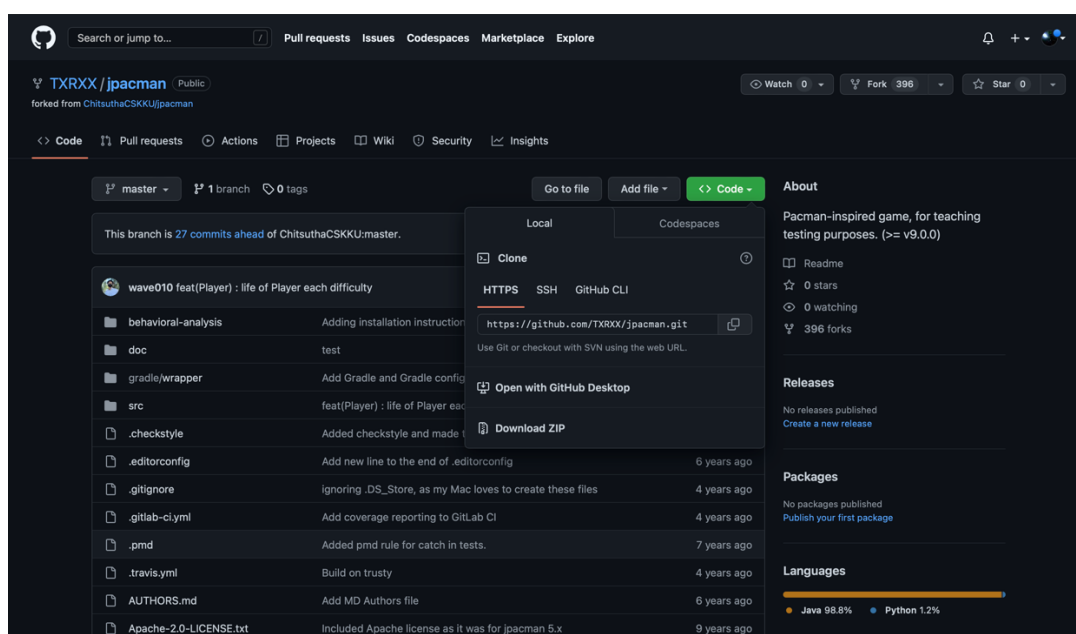 Search or jump to... / Pull requests Issues Codespaces Marketplace Explore
TXRXX / jpacman Public
Watch 0 Fork 396 Star 0
forked from ChitsuthaCSKKU/jpacman
Code Pull requests Actions Projects Wiki Security Insights
master 1 branch 0 tags Go to file Add file Code
This branch is 27 commits ahead of ChitsuthaCSKKU:master.
wave010 feat(Player) : life of Player each difficulty
behavioral-analysis Adding installation instruction
doc test
gradle/wrapper Add Gradle and Gradle config
src feat(Player) : life of Player eac
.checkstyle Added checkstyle and made
.editorconfig Add new line to the end of .editorconfig 6 years ago
.gitignore ignoring .DS_Store, as my Mac loves to create these files 4 years ago
.gitlab-ci.yml Add coverage reporting to GitLab CI 4 years ago
.pmd Added pmd rule for catch in tests. 7 years ago
.travis.yml Build on trusty 4 years ago
AUTHORS.md Add MD Authors file 6 years ago
Apache-2.0-LICENSE.txt Included Apache license as it was for jpacman 5.x 9 years ago
Local Codespaces
Clone
HTTPS SSH GitHub CLI
https://github.com/TXRXX/jpacman.git
Use Git or checkout with SVN using the web URL.
Open with GitHub Desktop
Download ZIP
About
Pacman-inspired game, for teaching
testing purposes. (>= v9.0.0)
Readme
0 stars
0 watching
396 forks
Releases
No releases published
Create a new release
Packages
No packages published
Publish your first package
Languages
Java 98.8% Python 1.2%